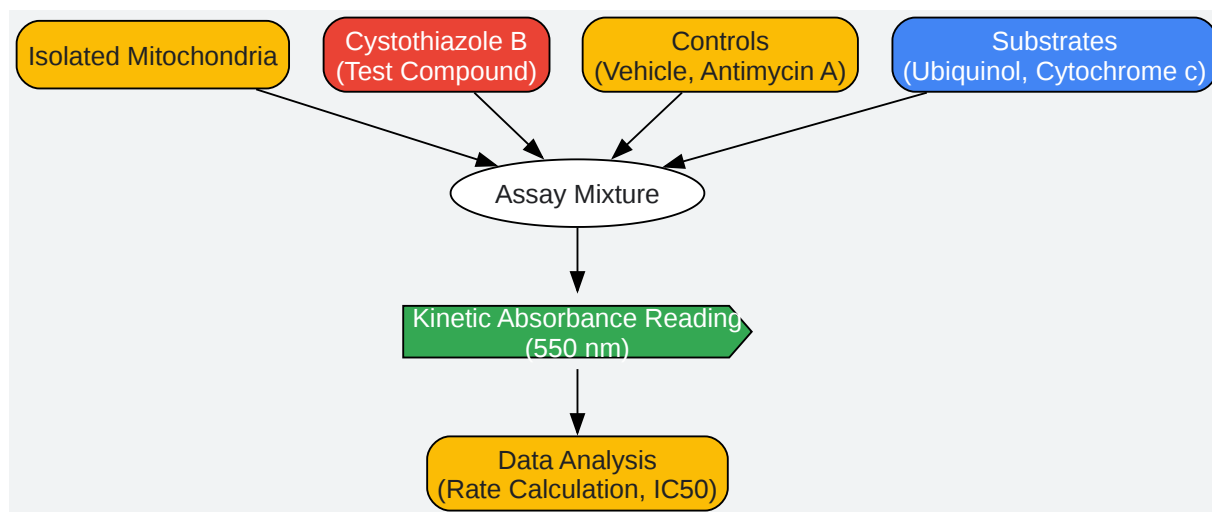 Isolated Mitochondria
Cystothiazole B
(Test Compound)
Controls
(Vehicle, Antimycin A)
Substrates
(Ubiquinol, Cytochrome c)
Assay Mixture
Kinetic Absorbance Reading
(550 nm)
Data Analysis
(Rate Calculation, IC50)